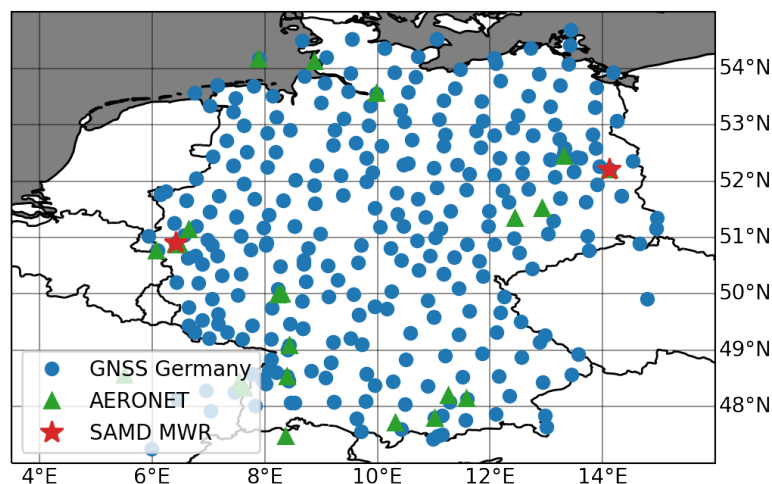 54°N
53°N
52°N
51°N
50°N
49°N
48°N
GNSS Germany
AERONET
SAMD MWR
4°E 6°E 8°E 10°E 12°E 14°E